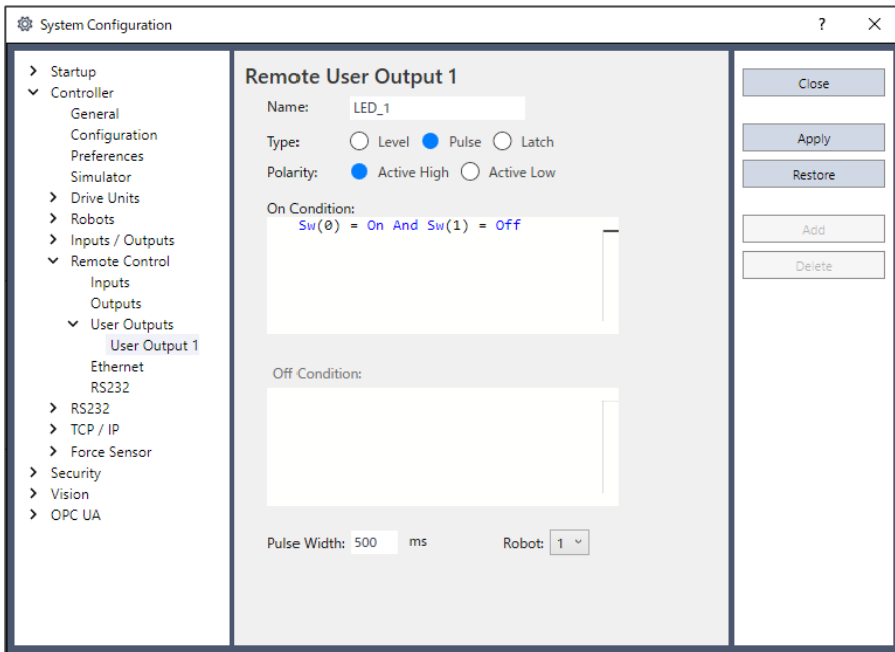 System Configuration
?
Startup
Controller
General
Configuration
Preferences
Simulator
Drive Units
Robots
Inputs / Outputs
Remote Control
Inputs
Outputs
User Outputs
User Output 1
Ethernet
RS232
RS232
TCP / IP
Force Sensor
Security
Vision
OPC UA
Remote User Output 1
Name: LED_1
Type: Level Pulse Latch
Polarity: Active High Active Low
On Condition:
Sw(0) = On And Sw(1) = Off
Off Condition:
Pulse Width: 500 ms Robot: 1
Close
Apply
Restore
Add
Delete